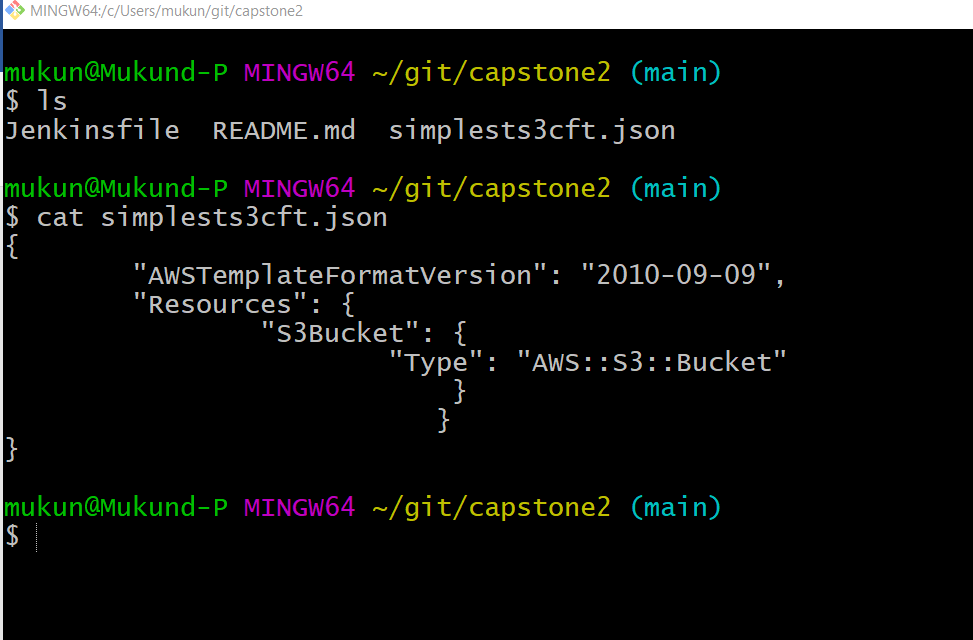 MINGW64:/c/Users/mukun/git/capstone2
mukun@Mukund-P MINGW64 ~/git/capstone2 (main)
$ ls
Jenkinsfile  README.md  simplests3cft.json
mukun@Mukund-P MINGW64 ~/git/capstone2 (main)
$ cat simplests3cft.json
{
        "AWSTemplateFormatVersion": "2010-09-09",
        "Resources": {
                "S3Bucket": {
                        "Type": "AWS::S3::Bucket"
                            }
                           }
}
mukun@Mukund-P MINGW64 ~/git/capstone2 (main)
$